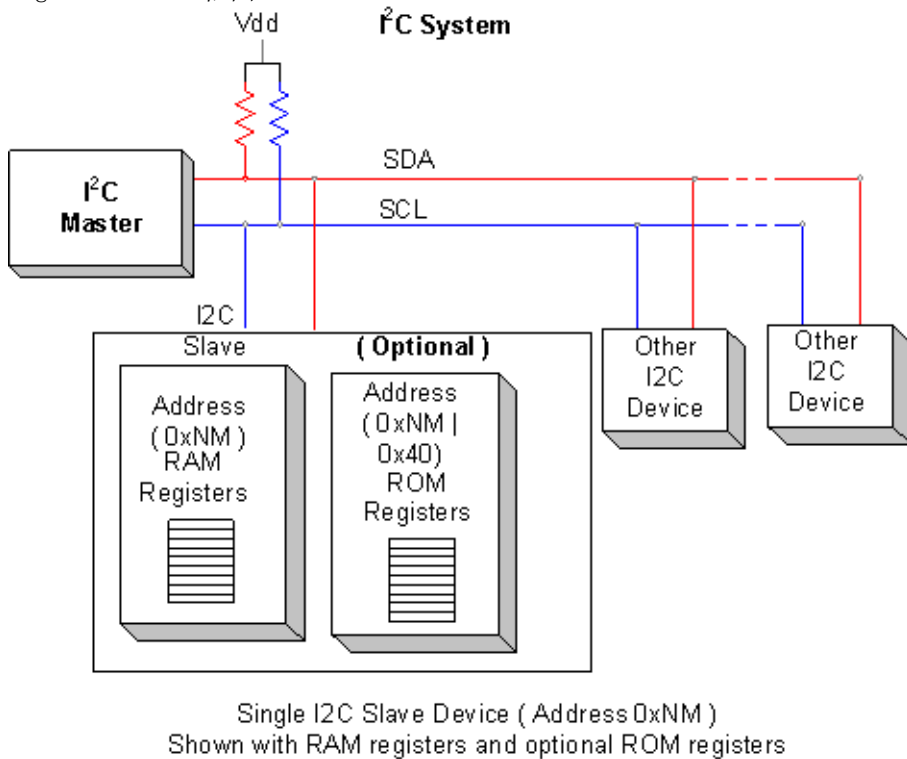 Vdd
I²C System
SDA
I²C
Master
SCL
I2C
Slave
( Optional )
Address
( 0xNM )
RAM
Registers
Address
( 0xNM |
0x40)
ROM
Registers
Other
I2C
Device
Other
I2C
Device
Single I2C Slave Device ( Address 0xNM )
Shown with RAM registers and optional ROM registers